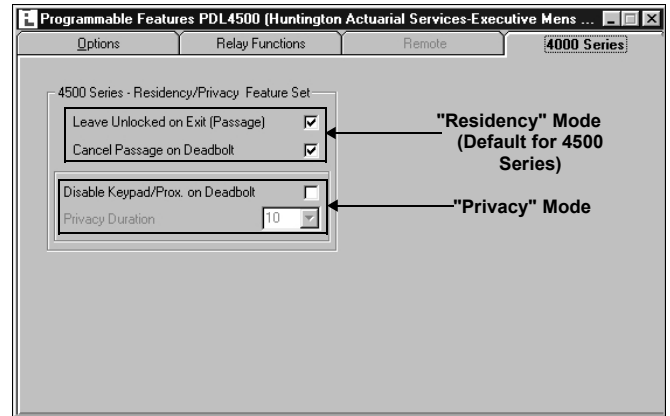 Programmable Features PDL4500 (Huntington Actuarial Services-Executive Mens ...
Options
Relay Functions
Remote
4000 Series
4500 Series - Residency/Privacy Feature Set
Leave Unlocked on Exit (Passage)
Cancel Passage on Deadbolt
"Residency" Mode
(Default for 4500
Series)
Disable Keypad/Prox. on Deadbolt
Privacy Duration
10
"Privacy" Mode